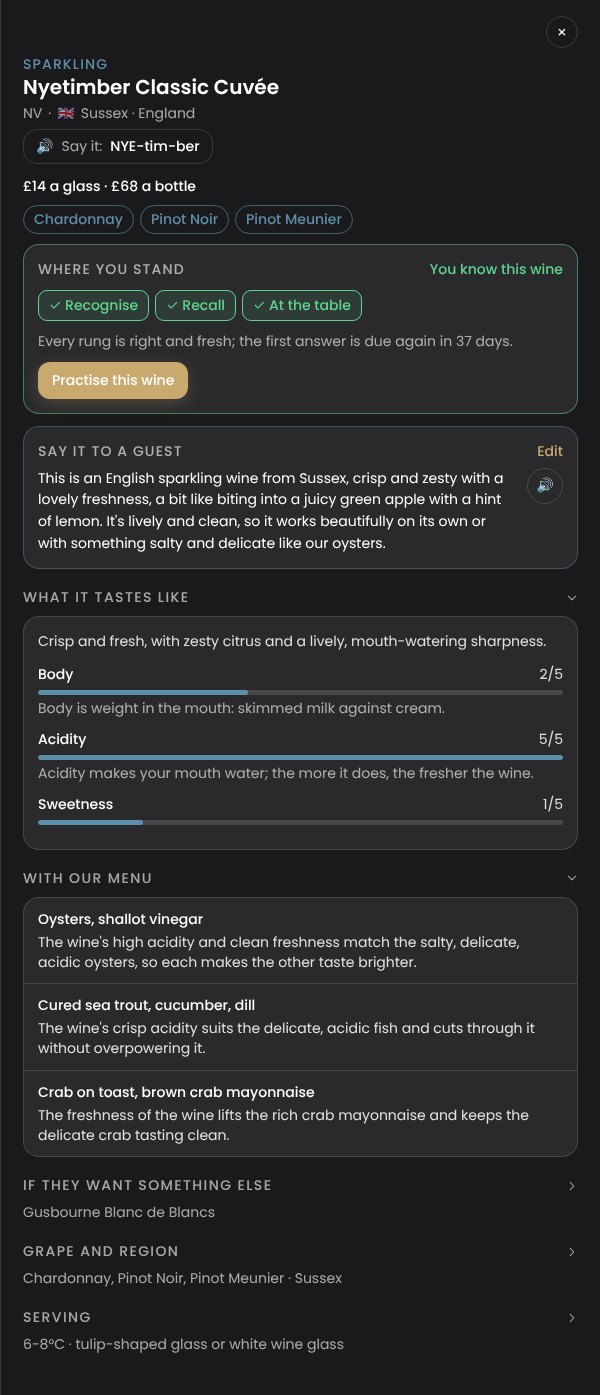 ×
SPARKLING
Nyetimber Classic Cuvée
NV · 🇬🇧 Sussex · England
🔊 Say it: NYE-tim-ber
£14 a glass · £68 a bottle
Chardonnay Pinot Noir Pinot Meunier
WHERE YOU STAND You know this wine
✓ Recognise ✓ Recall ✓ At the table
Every rung is right and fresh; the first answer is due again in 37 days.
Practise this wine
SAY IT TO A GUEST Edit
This is an English sparkling wine from Sussex, crisp and zesty with a
lovely freshness, a bit like biting into a juicy green apple with a hint
of lemon. It's lively and clean, so it works beautifully on its own or
with something salty and delicate like our oysters.
WHAT IT TASTES LIKE
Crisp and fresh, with zesty citrus and a lively, mouth-watering sharpness.
Body 2/5
Body is weight in the mouth: skimmed milk against cream.
Acidity 5/5
Acidity makes your mouth water; the more it does, the fresher the wine.
Sweetness 1/5
WITH OUR MENU
Oysters, shallot vinegar
The wine's high acidity and clean freshness match the salty, delicate,
acidic oysters, so each makes the other taste brighter.
Cured sea trout, cucumber, dill
The wine's crisp acidity suits the delicate, acidic fish and cuts through it
without overpowering it.
Crab on toast, brown crab mayonnaise
The freshness of the wine lifts the rich crab mayonnaise and keeps the
delicate crab tasting clean.
IF THEY WANT SOMETHING ELSE
Gusbourne Blanc de Blancs
GRAPE AND REGION
Chardonnay, Pinot Noir, Pinot Meunier · Sussex
SERVING
6-8°C · tulip-shaped glass or white wine glass